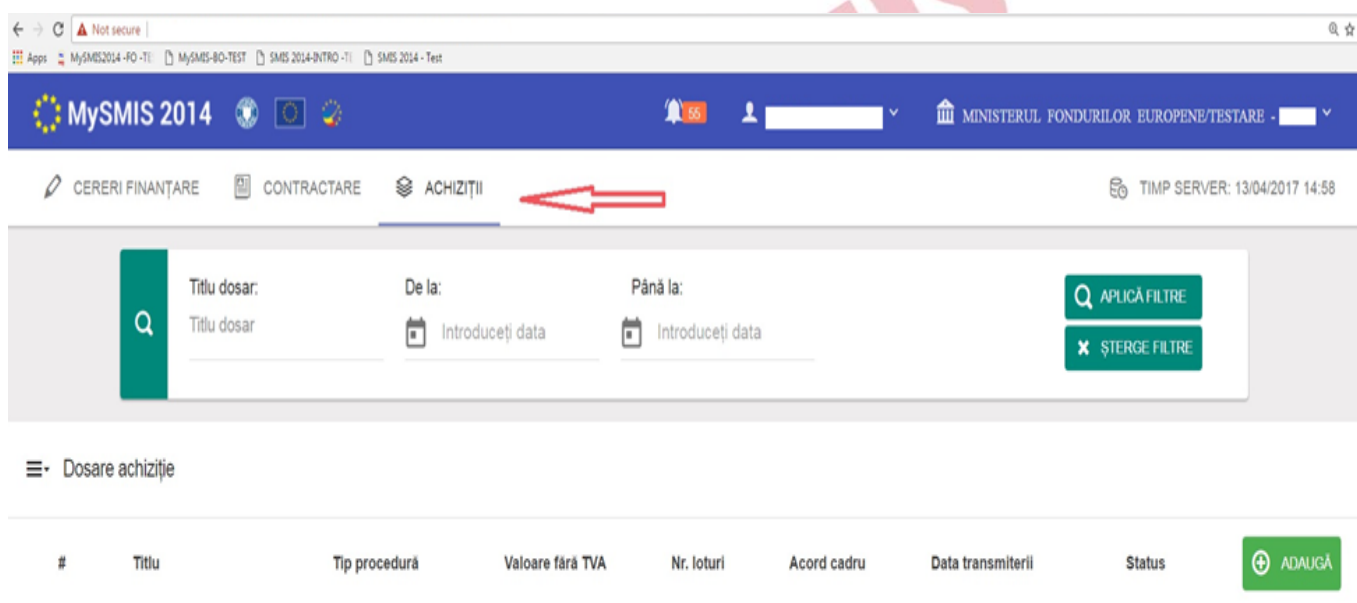 Not secure
Apps MySMIS2014 -FO -TE MySMIS-BO-TEST SMIS 2014-INTRO -TE SMIS 2014 - Test
MySMIS 2014 55 MINISTERUL FONDURILOR EUROPENE/TESTARE -
CERERI FINANȚARE CONTRACTARE ACHIZIȚII TIMP SERVER: 13/04/2017 14:58
Titlu dosar: De la: Până la:
APLICĂ FILTRE
Titlu dosar Introduceți data Introduceți data
ȘTERGE FILTRE
Dosare achiziție
# Titlu Tip procedură Valoare fără TVA Nr. loturi Acord cadru Data transmiterii Status ADAUGĂ